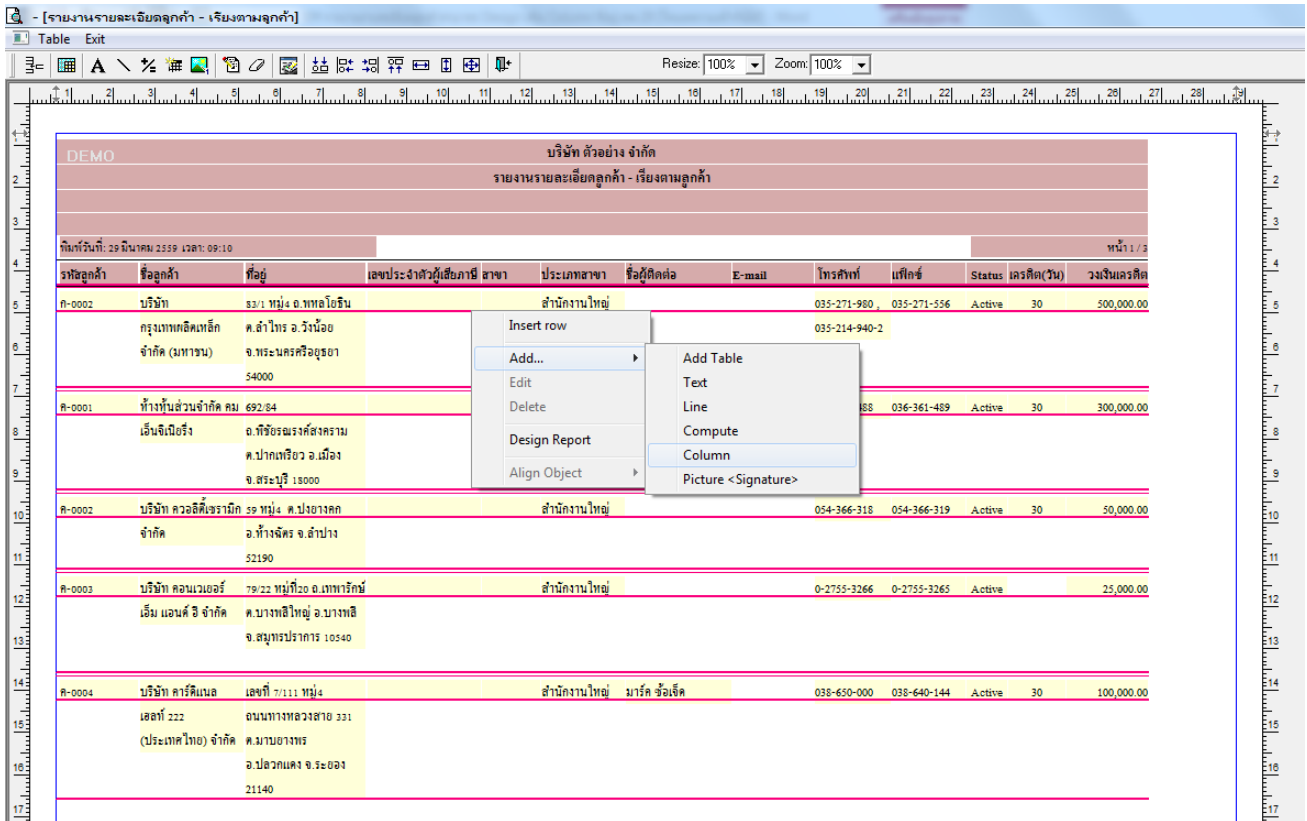 - [รายงานรายละเอียดลูกค้า - เรียงตามลูกค้า]
Table Exit
Resize: 100% Zoom: 100%
1 2 3 4 5 6 7 8 9 10 11 12 13 14 15 16 17 18 19 20 21 22 23 24 25 26 27 28
DEMO บริษัท ตัวอย่าง จำกัด
รายงานรายละเอียดลูกค้า - เรียงตามลูกค้า
พิมพ์วันที่: 29 มีนาคม 2559 เวลา: 09:10 หน้า 1 / 3
รหัสลูกค้า ชื่อลูกค้า ที่อยู่ เลขประจำตัวผู้เสียภาษี สาขา ประเภทสาขา ชื่อผู้ติดต่อ E-mail โทรศัพท์ แฟ็กซ์ Status เครดิต(วัน) วงเงินเครดิต
ก-0002 บริษัท 83/1 หมู่4 ถ.พหลโยธิน สำนักงานใหญ่ 035-271-980 , 035-271-556 Active 30 500,000.00
กรุงเทพผลิตเหล็ก ต.ลำไทร อ.วังน้อย 035-214-940-2
จำกัด (มหาชน) จ.พระนครศรีอยุธยา
54000
Insert row
Add...
Edit
Delete
Design Report
Align Object
Add Table
Text
Line
Compute
Column
Picture <Signature>
ค-0001 ห้างหุ้นส่วนจำกัด คม 692/84 488 036-361-489 Active 30 300,000.00
เอ็นจิเนียริ่ง ถ.พิชัยรณรงค์สงคราม
ต.ปากเพรียว อ.เมือง
จ.สระบุรี 18000
ค-0002 บริษัท ควอลิตี้เซรามิก 59 หมู่4 ต.ปงยางคก สำนักงานใหญ่ 054-366-318 054-366-319 Active 30 50,000.00
จำกัด อ.ห้างฉัตร จ.ลำปาง
52190
ค-0003 บริษัท คอนเวเยอร์ 79/22 หมู่ที่20 ถ.เทพารักษ์ สำนักงานใหญ่ 0-2755-3266 0-2755-3265 Active 25,000.00
เอ็ม แอนด์ อี จำกัด ต.บางพลีใหญ่ อ.บางพลี
จ.สมุทรปราการ 10540
ค-0004 บริษัท คาร์ดิแนล เลขที่ 7/111 หมู่4 สำนักงานใหญ่ มาร์ค ซ้อเจ็ค 038-650-000 038-640-144 Active 30 100,000.00
เฮลท์ 222 ถนนทางหลวงสาย 331
(ประเทศไทย) จำกัด ต.มาบยางพร
อ.ปลวกแดง จ.ระยอง
21140